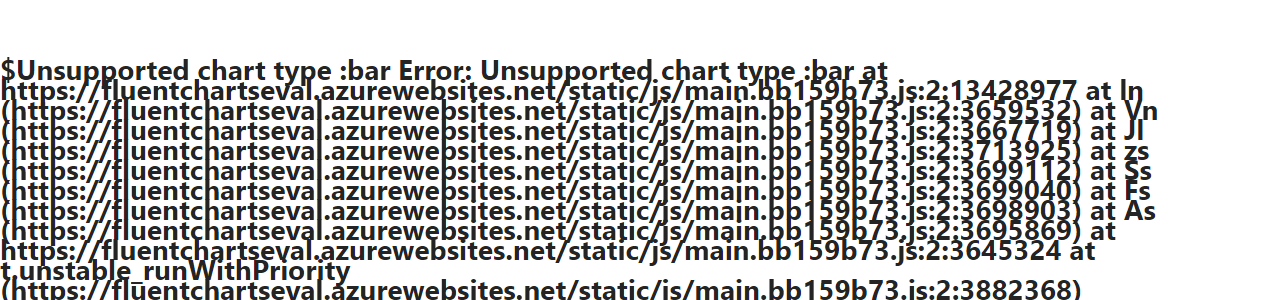 $Unsupported chart type :bar Error: Unsupported chart type :bar at
https://fluentchartseval.azurewebsites.net/static/js/main.bb159b73.js:2:13428977 at ln
(https://fluentchartseval.azurewebsites.net/static/js/main.bb159b73.js:2:3659532) at Vn
(https://fluentchartseval.azurewebsites.net/static/js/main.bb159b73.js:2:3667719) at Jl
(https://fluentchartseval.azurewebsites.net/static/js/main.bb159b73.js:2:3713925) at zs
(https://fluentchartseval.azurewebsites.net/static/js/main.bb159b73.js:2:3699112) at Ss
(https://fluentchartseval.azurewebsites.net/static/js/main.bb159b73.js:2:3699040) at Fs
(https://fluentchartseval.azurewebsites.net/static/js/main.bb159b73.js:2:3698903) at As
(https://fluentchartseval.azurewebsites.net/static/js/main.bb159b73.js:2:3695869) at
https://fluentchartseval.azurewebsites.net/static/js/main.bb159b73.js:2:3645324 at
t.unstable_runWithPriority
(https://fluentchartseval.azurewebsites.net/static/js/main.bb159b73.js:2:3882368)